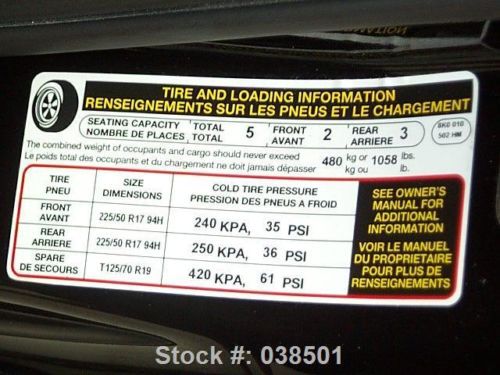 TIRE AND LOADING INFORMATION
RENSEIGNEMENTS SUR LES PNEUS ET LE CHARGEMENT
SEATING CAPACITY TOTAL 5 FRONT 2 REAR 3
NOMBRE DE PLACES TOTAL AVANT ARRIERE
8K0 010
502 HM
The combined weight of occupants and cargo should never exceed 480 kg or 1058 lbs.
Le poids total des occupants et du chargement ne doit jamais dépasser kg ou lb.
TIRE SIZE COLD TIRE PRESSURE
PNEU DIMENSIONS PRESSION DES PNEUS A FROID
FRONT
AVANT 225/50 R17 94H 240 KPA, 35 PSI
REAR
ARRIERE 225/50 R17 94H 250 KPA, 36 PSI
SPARE
DE SECOURS T125/70 R19 420 KPA, 61 PSI
SEE OWNER'S
MANUAL FOR
ADDITIONAL
INFORMATION
VOIR LE MANUEL
DU PROPRIETAIRE
POUR PLUS DE
RENSEIGNEMENTS
Stock #: 038501